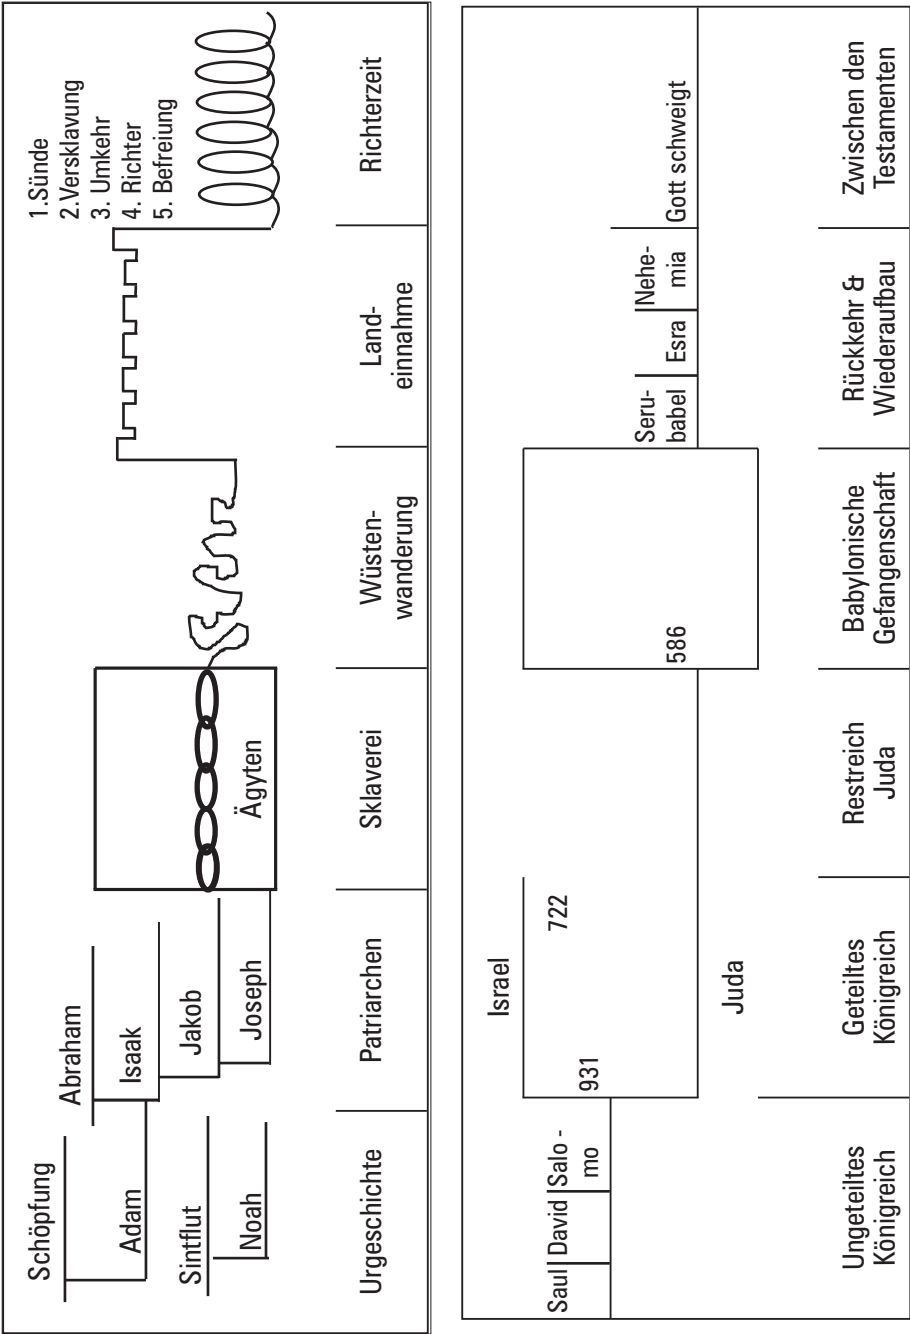 Schöpfung
Adam
Sintflut
Noah
Abraham
Isaak
Jakob
Joseph
Ägyten
1.Sünde
2.Versklavung
3. Umkehr
4. Richter
5. Befreiung
Urgeschichte
Patriarchen
Sklaverei
Wüsten-
wanderung
Land-
einnahme
Richterzeit
Saul
David
Salo -
mo
Israel
931
722
Juda
586
Seru-
babel
Esra
Nehe-
mia
Gott schweigt
Ungeteiltes
Königreich
Geteiltes
Königreich
Restreich
Juda
Babylonische
Gefangenschaft
Rückkehr &
Wiederaufbau
Zwischen den
Testamenten